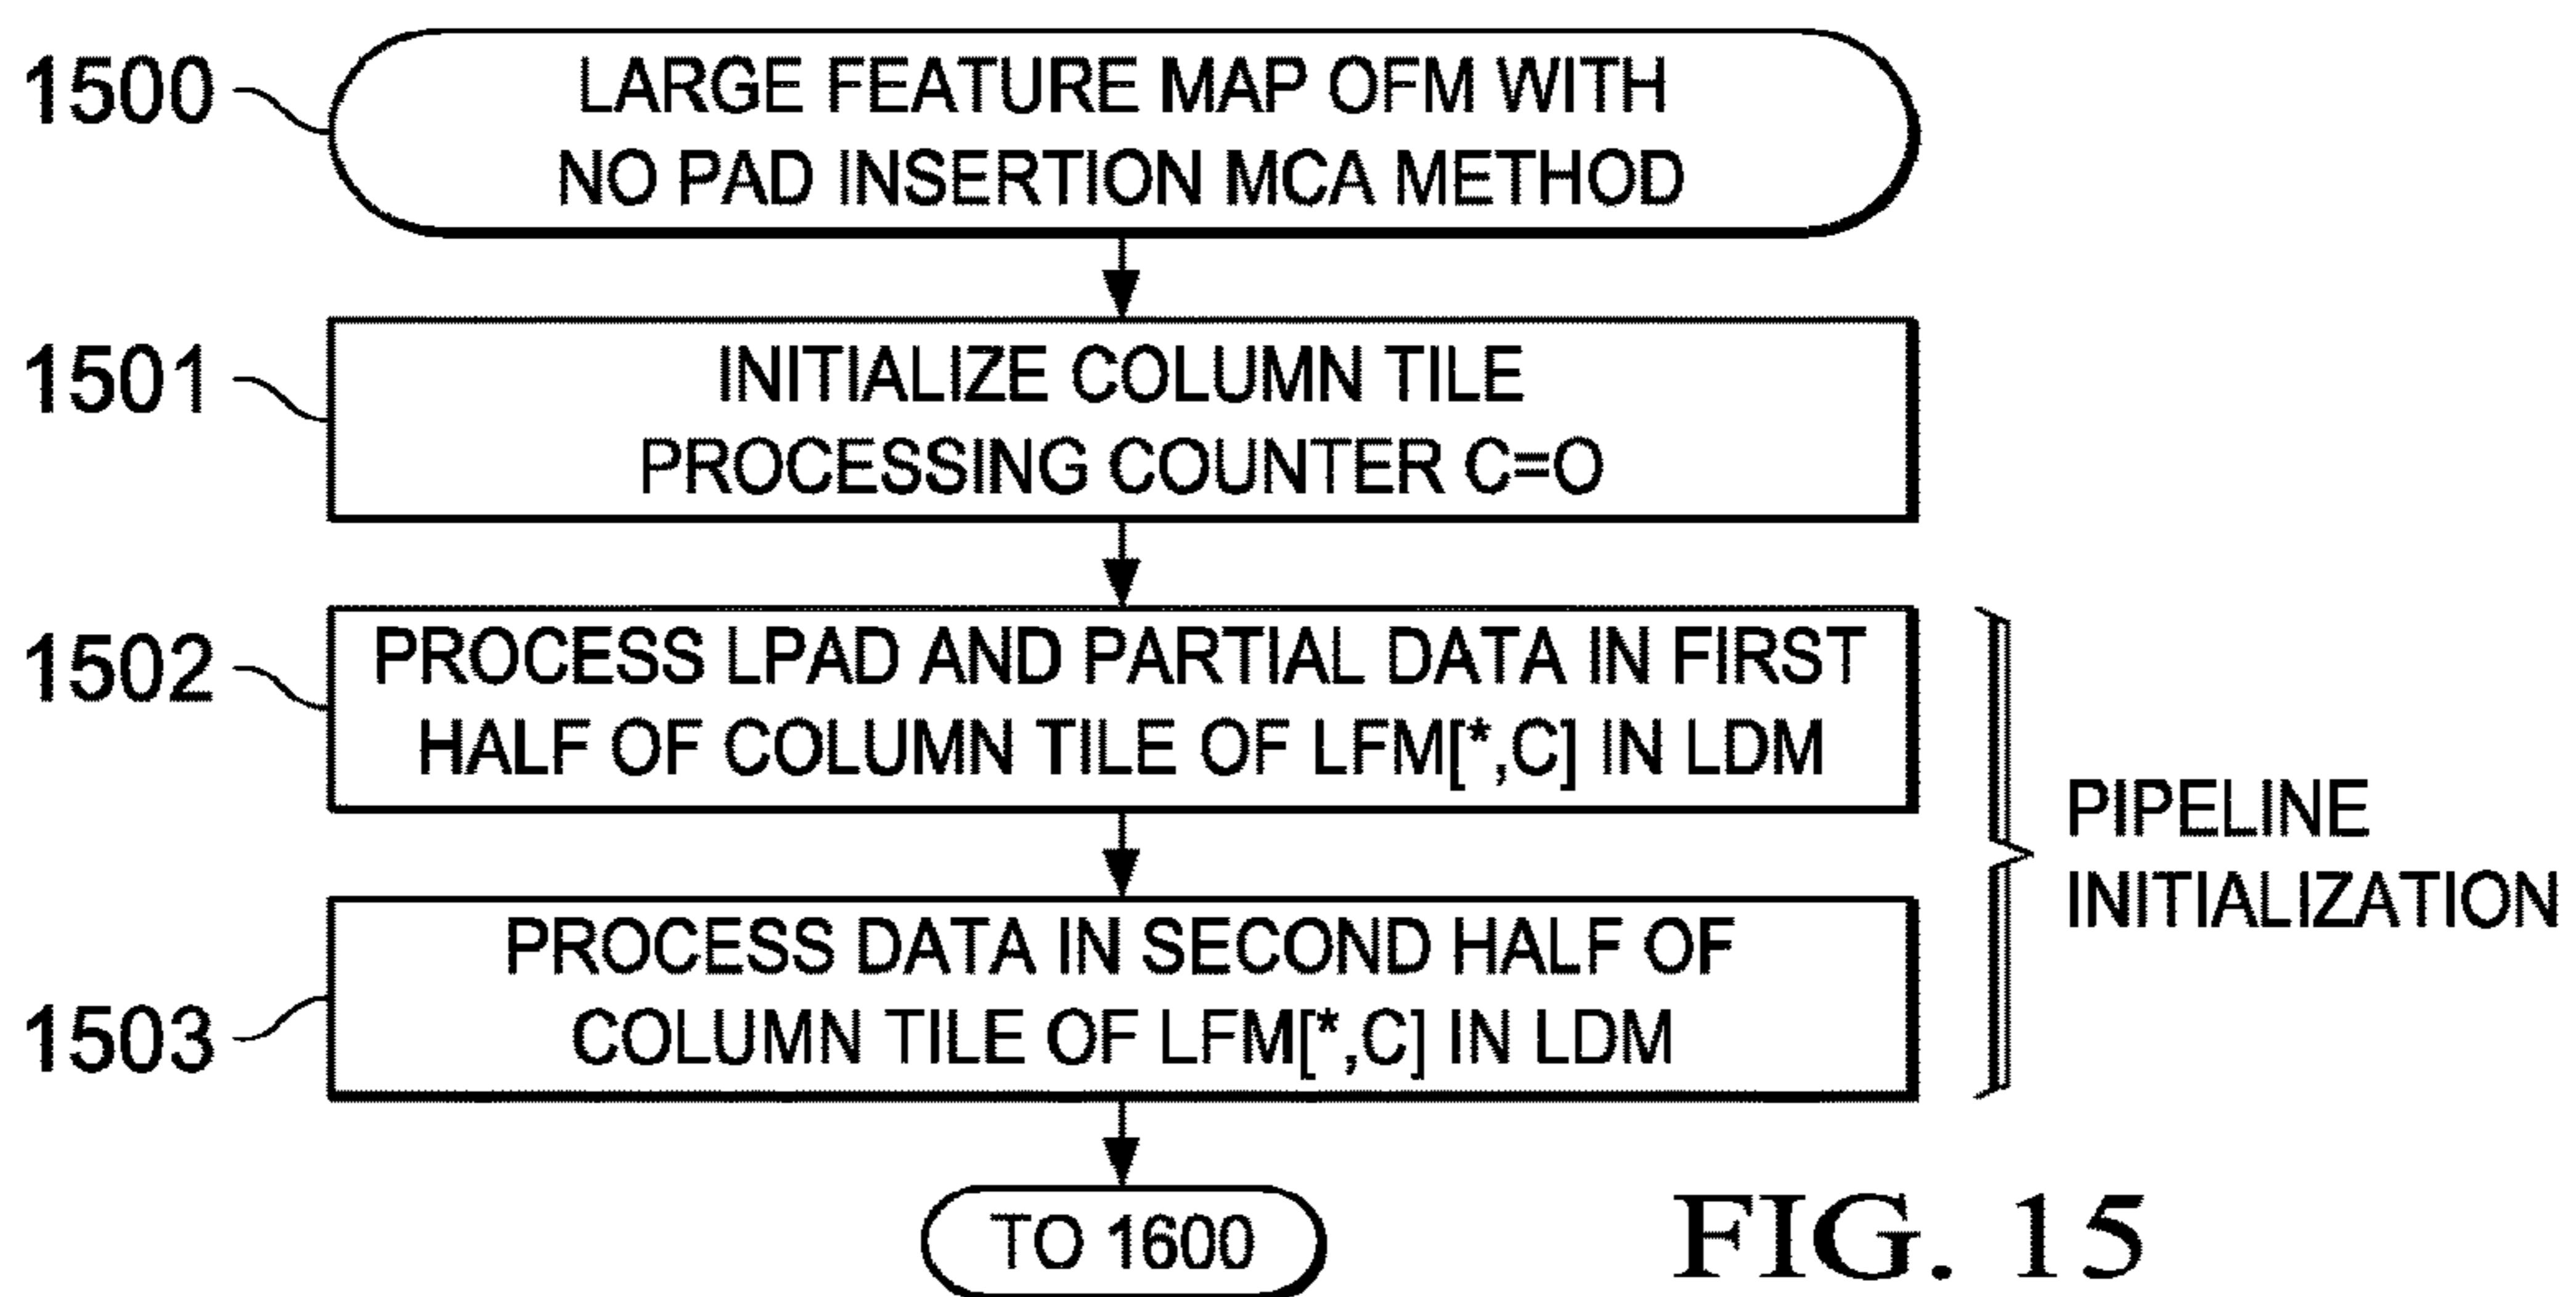 1500
LARGE FEATURE MAP OFM WITH
NO PAD INSERTION MCA METHOD
1501
INITIALIZE COLUMN TILE
PROCESSING COUNTER C=O
1502
PROCESS LPAD AND PARTIAL DATA IN FIRST
HALF OF COLUMN TILE OF LFM[*,C] IN LDM
1503
PROCESS DATA IN SECOND HALF OF
COLUMN TILE OF LFM[*,C] IN LDM
PIPELINE
INITIALIZATION
TO 1600
FIG. 15